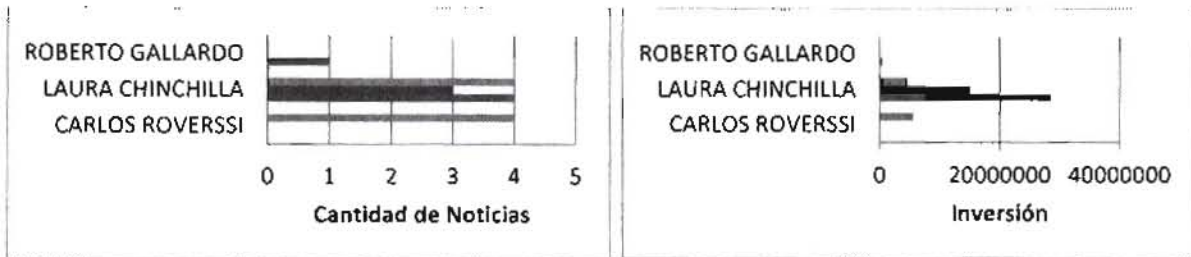 ROBERTO GALLARDO
LAURA CHINCHILLA
CARLOS ROVERSSI
0 1 2 3 4 5
Cantidad de Noticias
ROBERTO GALLARDO
LAURA CHINCHILLA
CARLOS ROVERSSI
0 20000000 40000000
Inversión